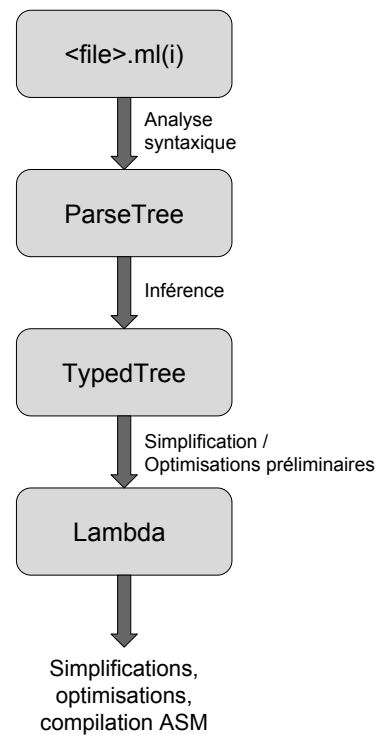 <file>.ml(i)
Analyse
syntaxique
ParseTree
Inférence
TypedTree
Simplification /
Optimisations préliminaires
Lambda
Simplifications,
optimisations,
compilation ASM